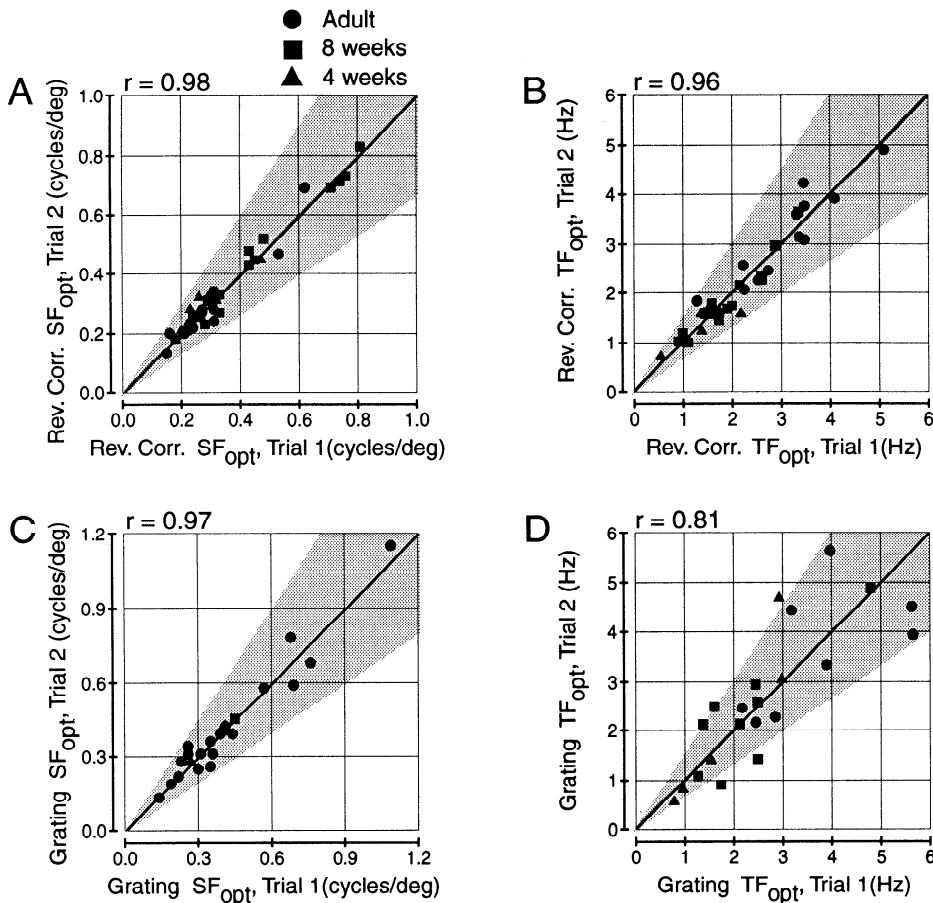 Adult
8 weeks
4 weeks
A
r = 0.98
Rev. Corr. SFopt, Trial 2 (cycles/deg)
1.0
0.8
0.6
0.4
0.2
0.0
0.0 0.2 0.4 0.6 0.8 1.0
Rev. Corr. SFopt, Trial 1(cycles/deg)
B
r = 0.96
Rev. Corr. TFopt, Trial 2 (Hz)
6
5
4
3
2
1
0
0 1 2 3 4 5 6
Rev. Corr. TFopt, Trial 1(Hz)
C
r = 0.97
Grating SFopt, Trial 2 (cycles/deg)
1.2
0.9
0.6
0.3
0.0
0.0 0.3 0.6 0.9 1.2
Grating SFopt, Trial 1(cycles/deg)
D
r = 0.81
Grating TFopt, Trial 2 (Hz)
6
5
4
3
2
1
0
0 1 2 3 4 5 6
Grating TFopt, Trial 1(Hz)